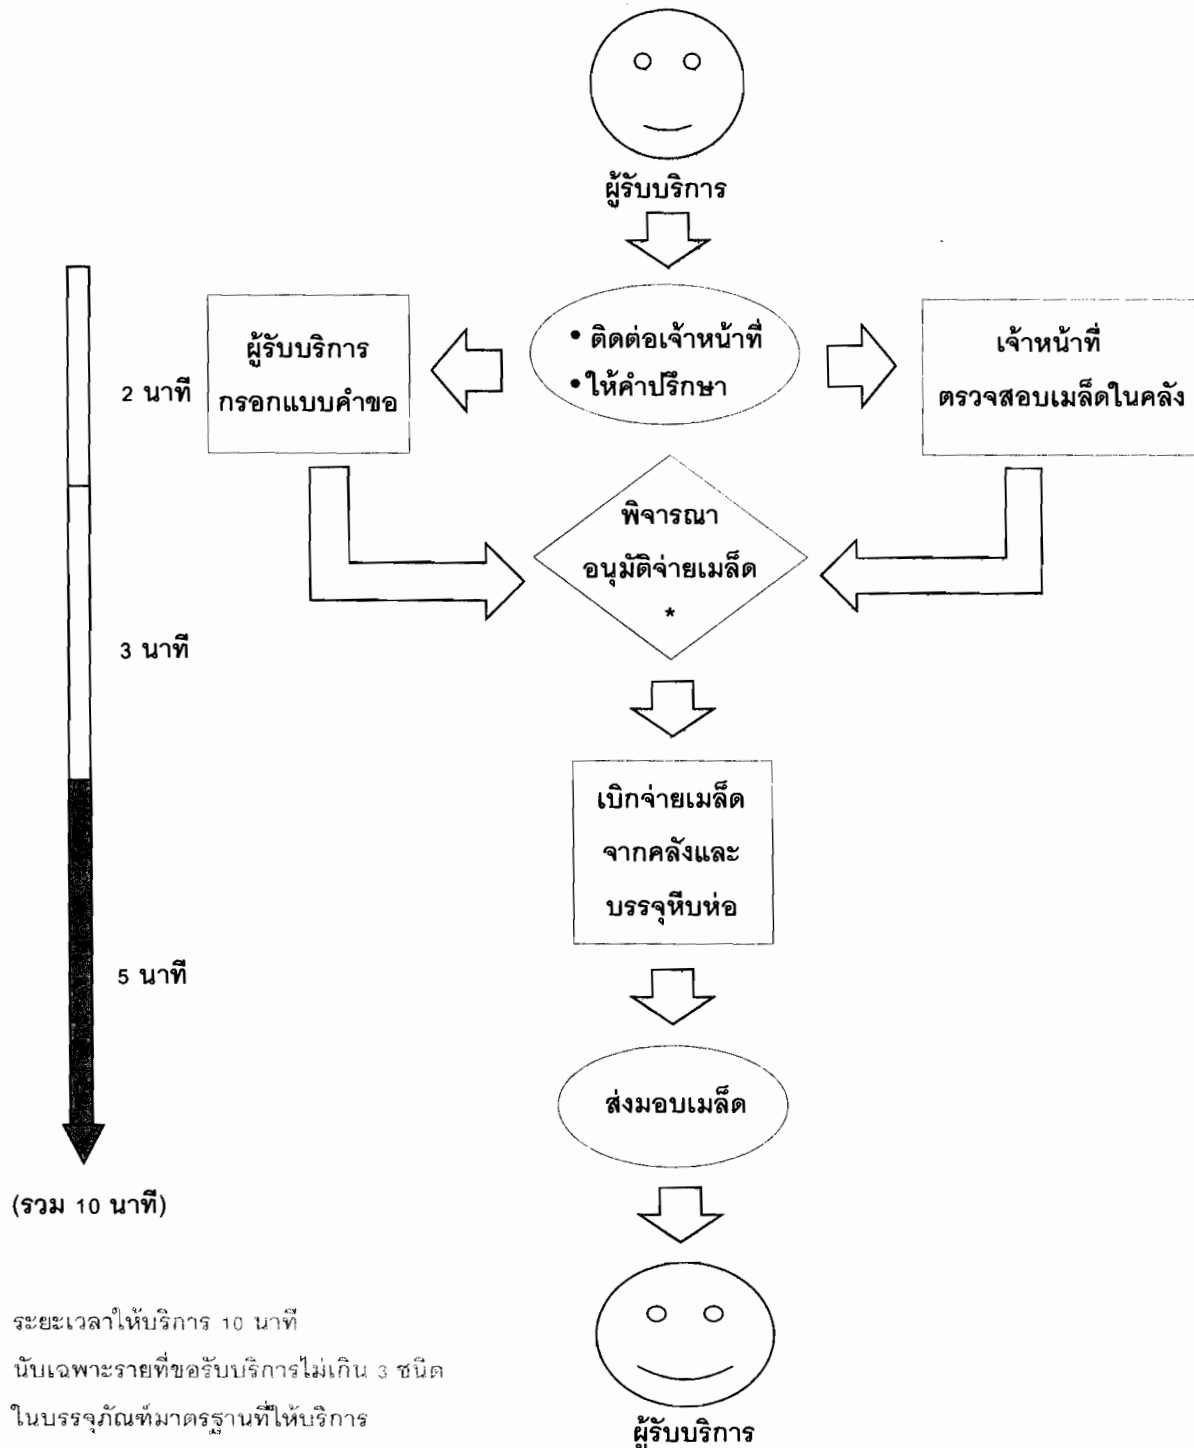 ผู้รับบริการ
• ติดต่อเจ้าหน้าที่
• ให้คำปรึกษา
ผู้รับบริการ
กรอกแบบคำขอ
เจ้าหน้าที่
ตรวจสอบเมล็ดในคลัง
2 นาที
พิจารณา
อนุมัติจ่ายเมล็ด
*
3 นาที
เบิกจ่ายเมล็ด
จากคลังและ
บรรจุหีบห่อ
5 นาที
ส่งมอบเมล็ด
(รวม 10 นาที)
ผู้รับบริการ
ระยะเวลาให้บริการ 10 นาที
นับเฉพาะรายที่ขอรับบริการไม่เกิน 3 ชนิด
ในบรรจุภัณฑ์มาตรฐานที่ให้บริการ